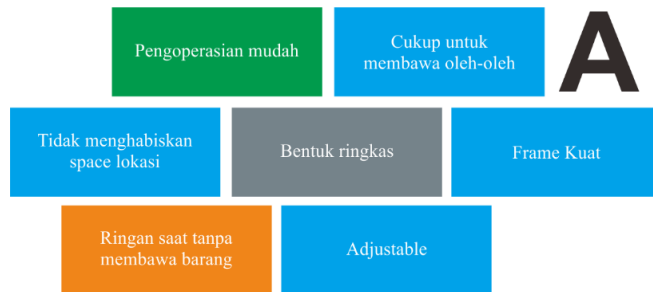 Pengoperasian mudah
Cukup untuk
membawa oleh-oleh
A
Tidak menghabiskan
space lokasi
Bentuk ringkas
Frame Kuat
Ringan saat tanpa
membawa barang
Adjustable